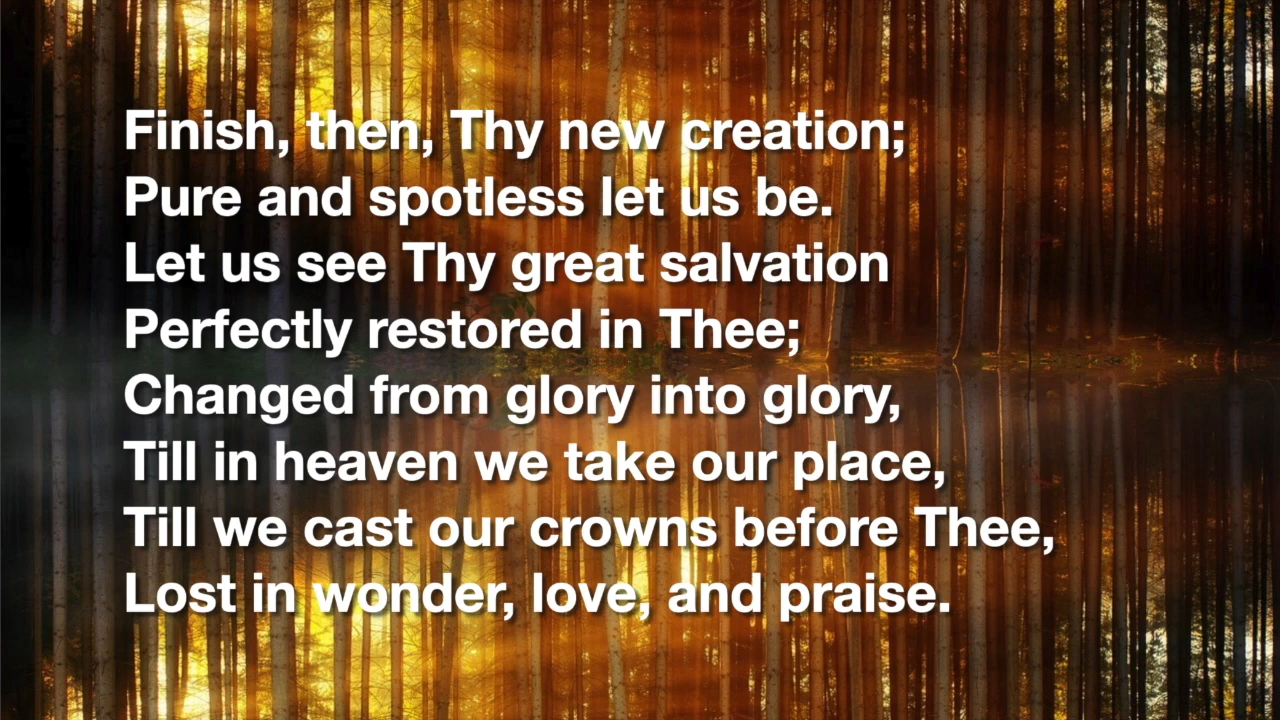 Finish, then, Thy new creation;
Pure and spotless let us be.
Let us see Thy great salvation
Perfectly restored in Thee;
Changed from glory into glory,
Till in heaven we take our place,
Till we cast our crowns before Thee,
Lost in wonder, love, and praise.